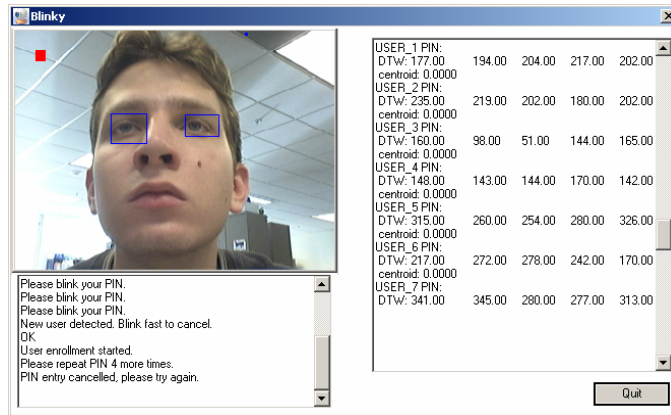 Blinky
USER_1 PIN:
DTW: 177.00 194.00 204.00 217.00 202.00
centroid: 0.0000
USER_2 PIN:
DTW: 235.00 219.00 202.00 180.00 202.00
centroid: 0.0000
USER_3 PIN:
DTW: 160.00 98.00 51.00 144.00 165.00
centroid: 0.0000
USER_4 PIN:
DTW: 148.00 143.00 144.00 170.00 142.00
centroid: 0.0000
USER_5 PIN:
DTW: 315.00 260.00 254.00 280.00 326.00
centroid: 0.0000
USER_6 PIN:
DTW: 217.00 272.00 278.00 242.00 170.00
centroid: 0.0000
USER_7 PIN:
DTW: 341.00 345.00 280.00 277.00 313.00
Please blink your PIN.
Please blink your PIN.
Please blink your PIN.
New user detected. Blink fast to cancel.
OK
User enrollment started.
Please repeat PIN 4 more times.
PIN entry cancelled, please try again.
Quit